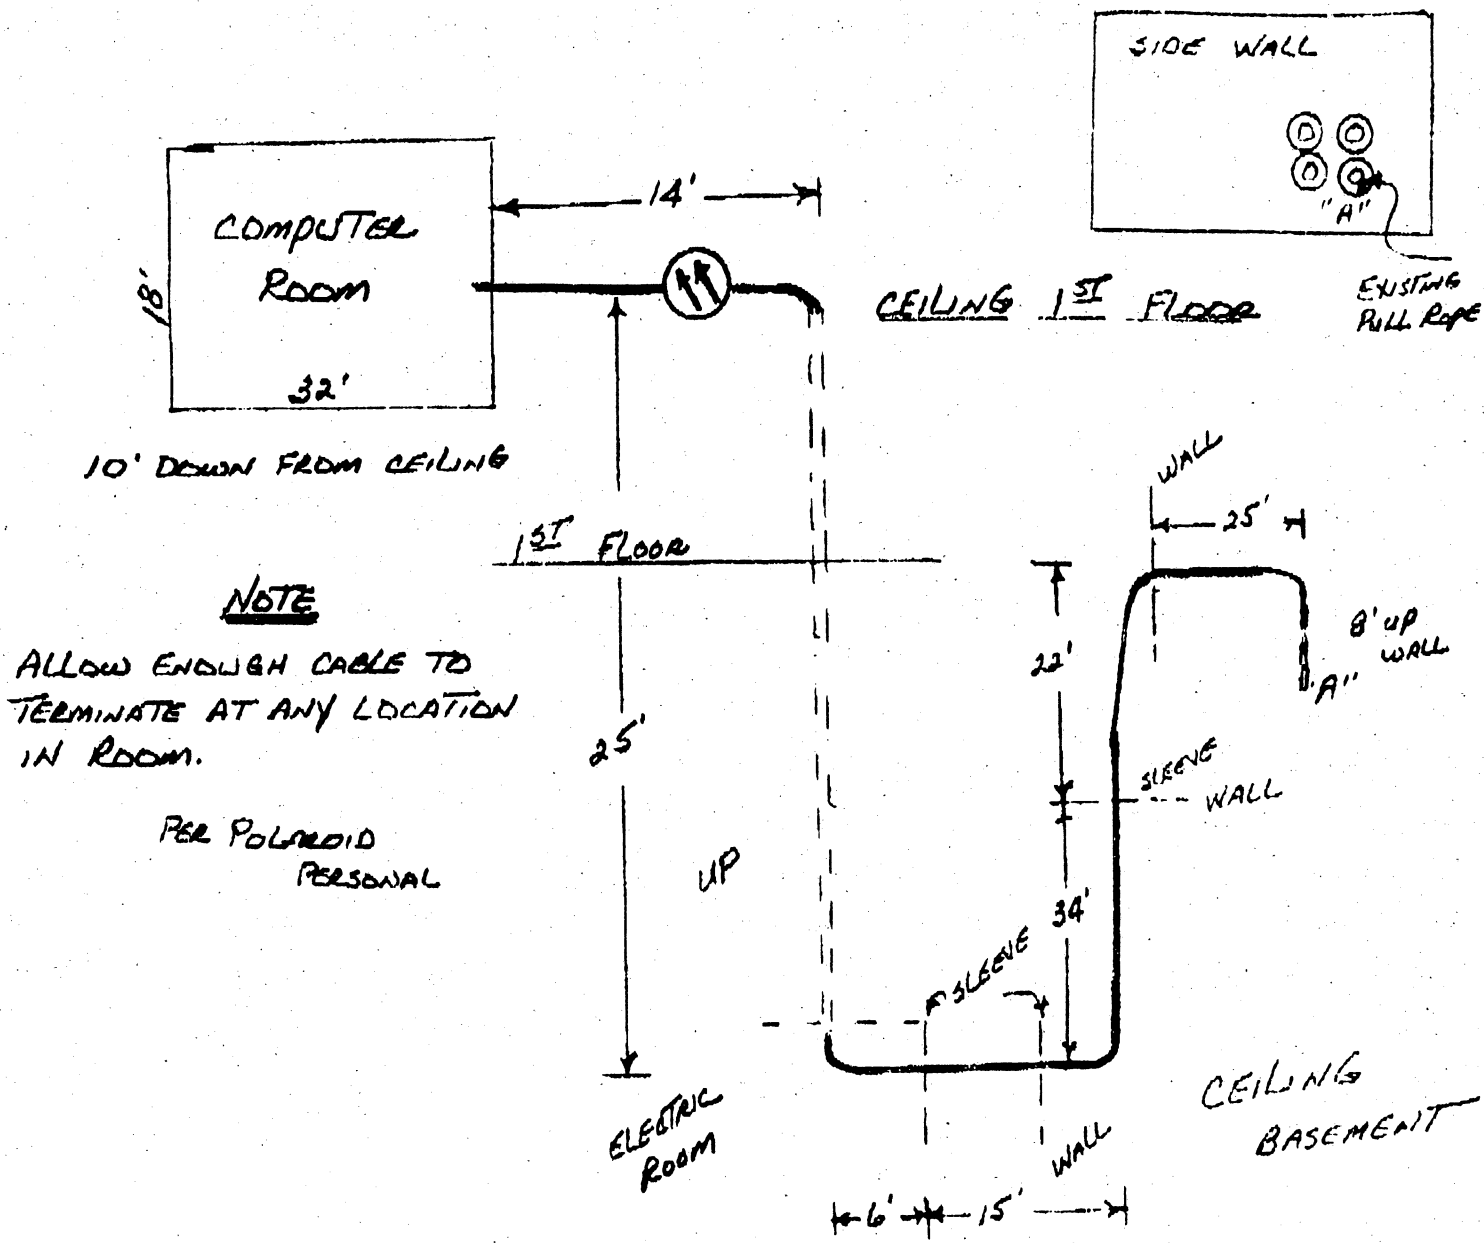 SIDE WALL
"A"
EXISTING
PULL ROPE
14'
COMPUTER
ROOM
18'
32'
CEILING 1ST FLOOR
10' DOWN FROM CEILING
1ST FLOOR
NOTE
ALLOW ENOUGH CABLE TO
TERMINATE AT ANY LOCATION
IN ROOM.
PER POLAROID
PERSONAL
25'
UP
WALL
25'
22'
8' UP
WALL
"A"
SLEEVE
WALL
34'
SLEEVE
ELECTRIC
ROOM
WALL
CEILING
BASEMENT
6'
15'